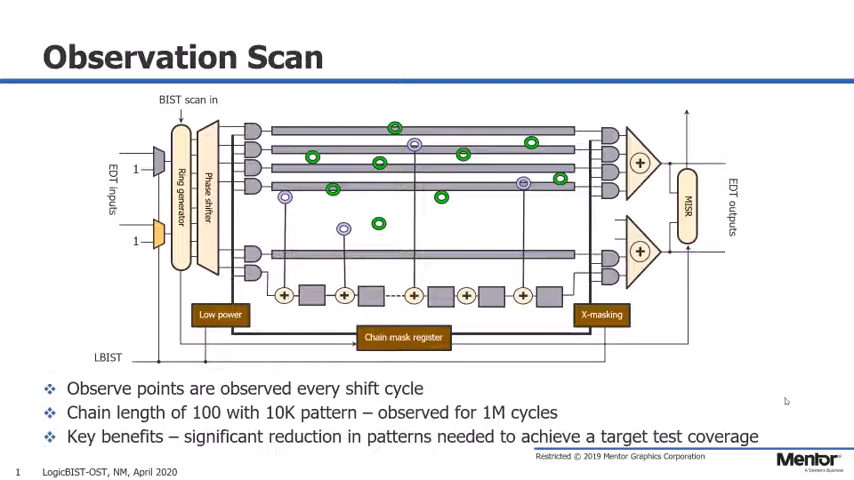 Observation Scan
BIST scan in
EDT inputs
1
1
Ring generator
Phase shifter
MISR
EDT outputs
Low power
X-masking
Chain mask register
LBIST
Observe points are observed every shift cycle
Chain length of 100 with 10K pattern – observed for 1M cycles
Key benefits – significant reduction in patterns needed to achieve a target test coverage
Restricted © 2019 Mentor Graphics Corporation
Mentor
A Siemens Business
1 LogicBIST-OST, NM, April 2020